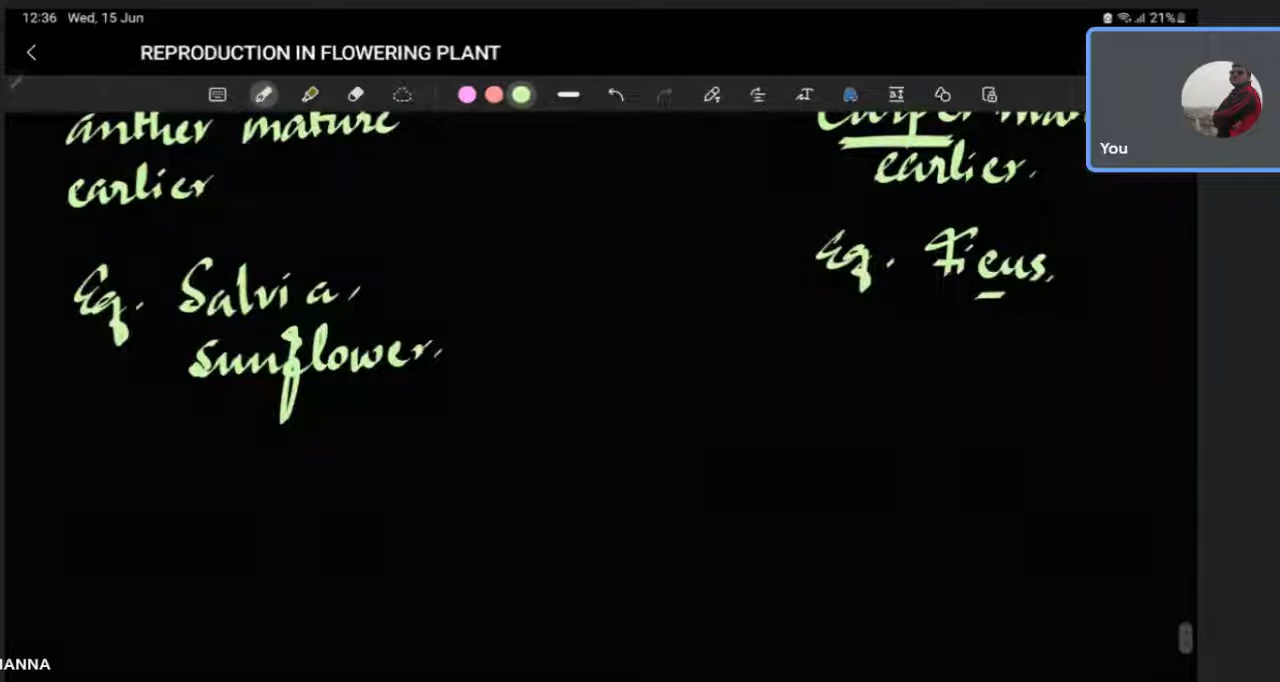 12:36 Wed, 15 Jun
21%
REPRODUCTION IN FLOWERING PLANT
You
anther mature
earlier
Eg. Salvia,
sunflower.
earlier.
Eg. Ficus.
IANNA